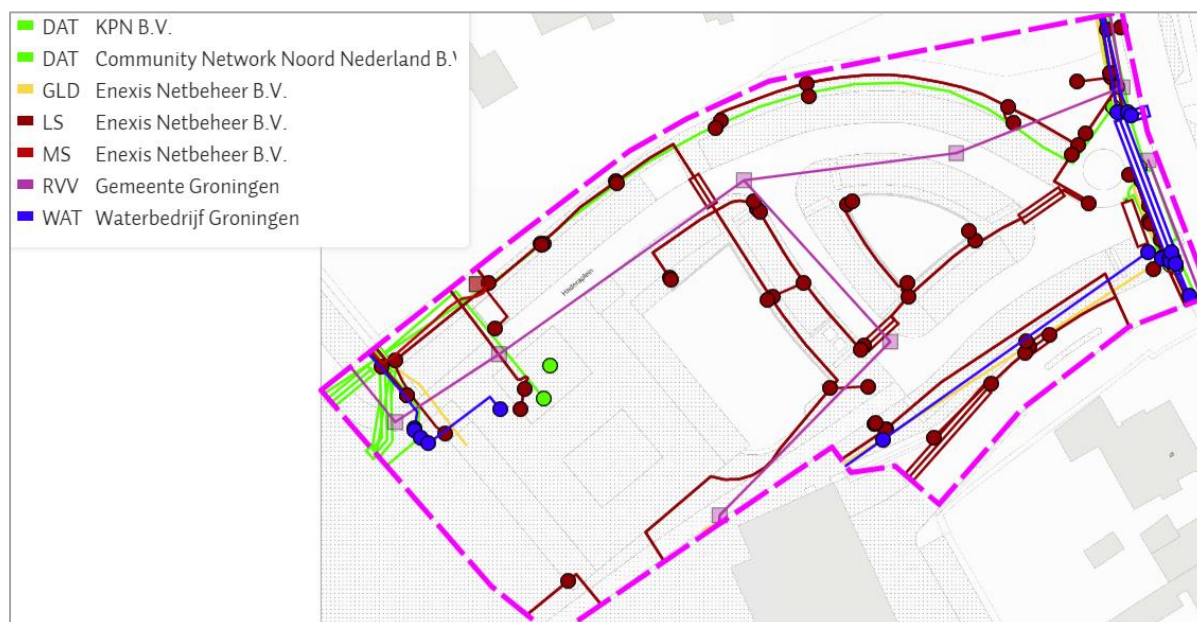 DAT KPN B.V.
DAT Community Network Noord Nederland B.V
GLD Enexis Netbeheer B.V.
LS Enexis Netbeheer B.V.
MS Enexis Netbeheer B.V.
RVV Gemeente Groningen
WAT Waterbedrijf Groningen